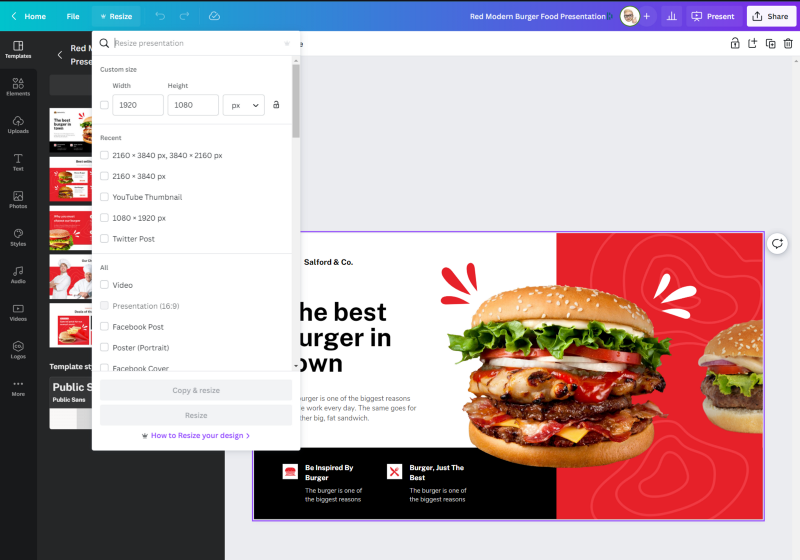 Home File Resize Red Modern Burger Food Presentation Present Share
Templates
Elements
Uploads
Text
Photos
Styles
Audio
Videos
Logos
More
Red M
Prese
The best
burger in
town
Template sty
Public S
Public Sans
Resize presentation
Custom size
Width Height
1920 1080 px
Recent
2160 × 3840 px, 3840 × 2160 px
2160 × 3840 px
YouTube Thumbnail
1080 × 1920 px
Twitter Post
All
Video
Presentation (16:9)
Facebook Post
Poster (Portrait)
Facebook Cover
Copy & resize
Resize
How to Resize your design
Salford & Co.
he best
urger in
own
urger is one of the biggest reasons
e work every day. The same goes for
ther big, fat sandwich.
Be Inspired By
Burger
The burger is one of
the biggest reasons
Burger, Just The
Best
The burger is one of
the biggest reasons